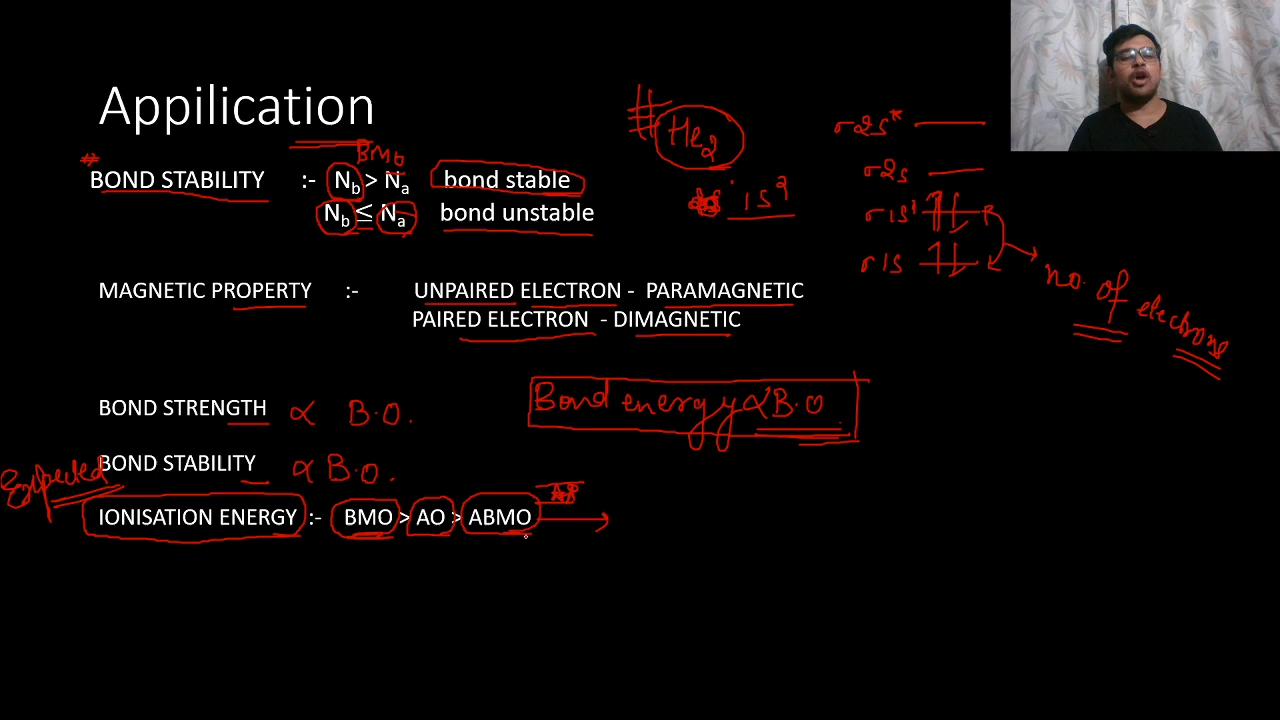 Appilication
BMO
BOND STABILITY :- Nb > Na bond stable
Nb ≤ Na bond unstable
# He2
1s²
σ2s*
σ2s
σ1s*
σ1s
no. of electrons
MAGNETIC PROPERTY :- UNPAIRED ELECTRON - PARAMAGNETIC
PAIRED ELECTRON - DIMAGNETIC
BOND STRENGTH ∝ B.O.
Bond energy ∝ B.O
BOND STABILITY ∝ B.O.
Expected
IONISATION ENERGY :- BMO > AO > ABMO